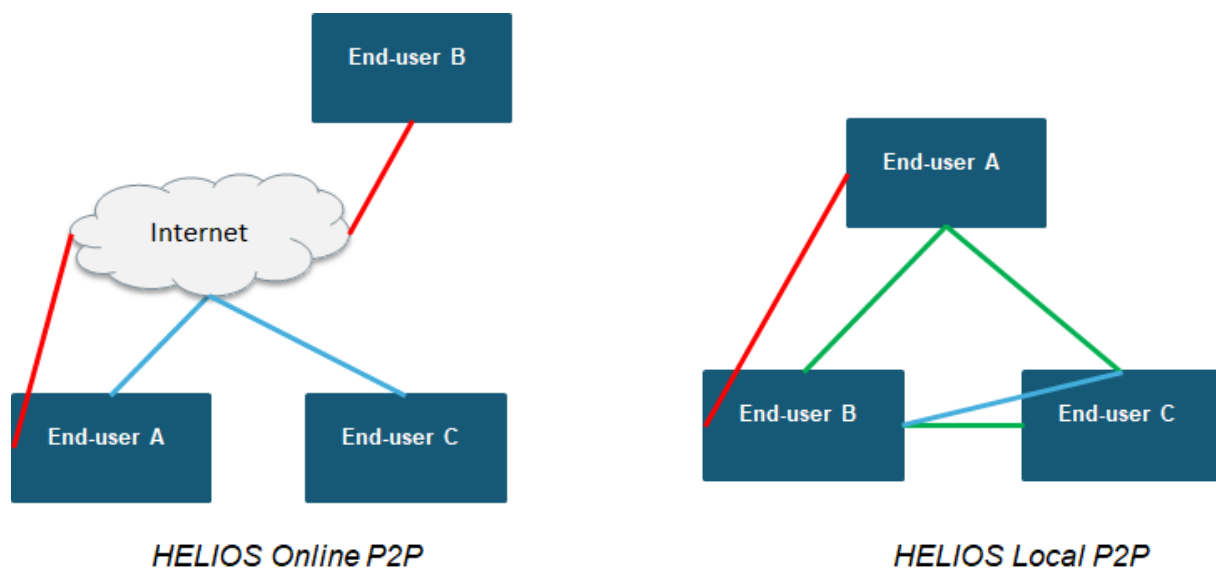 End-user B
Internet
End-user A
End-user C
HELIOS Online P2P
End-user A
End-user B
End-user C
HELIOS Local P2P